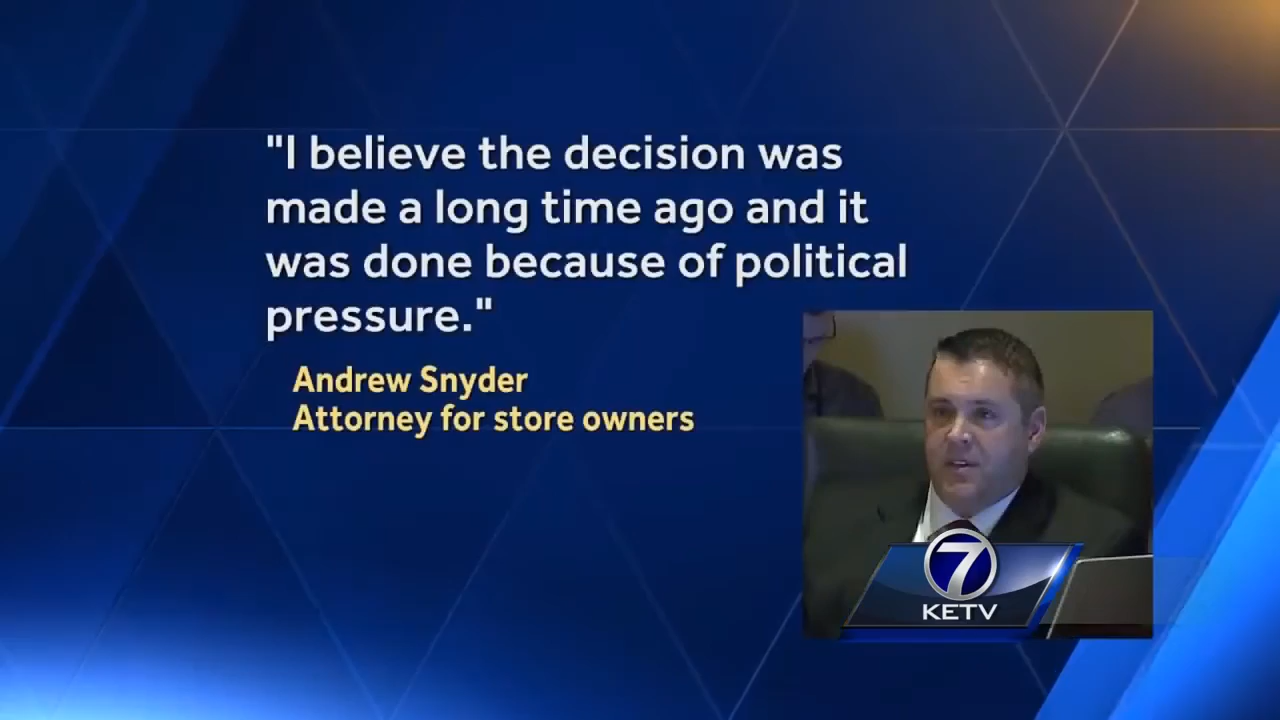 "I believe the decision was
made a long time ago and it
was done because of political
pressure."
Andrew Snyder
Attorney for store owners
7
KETV